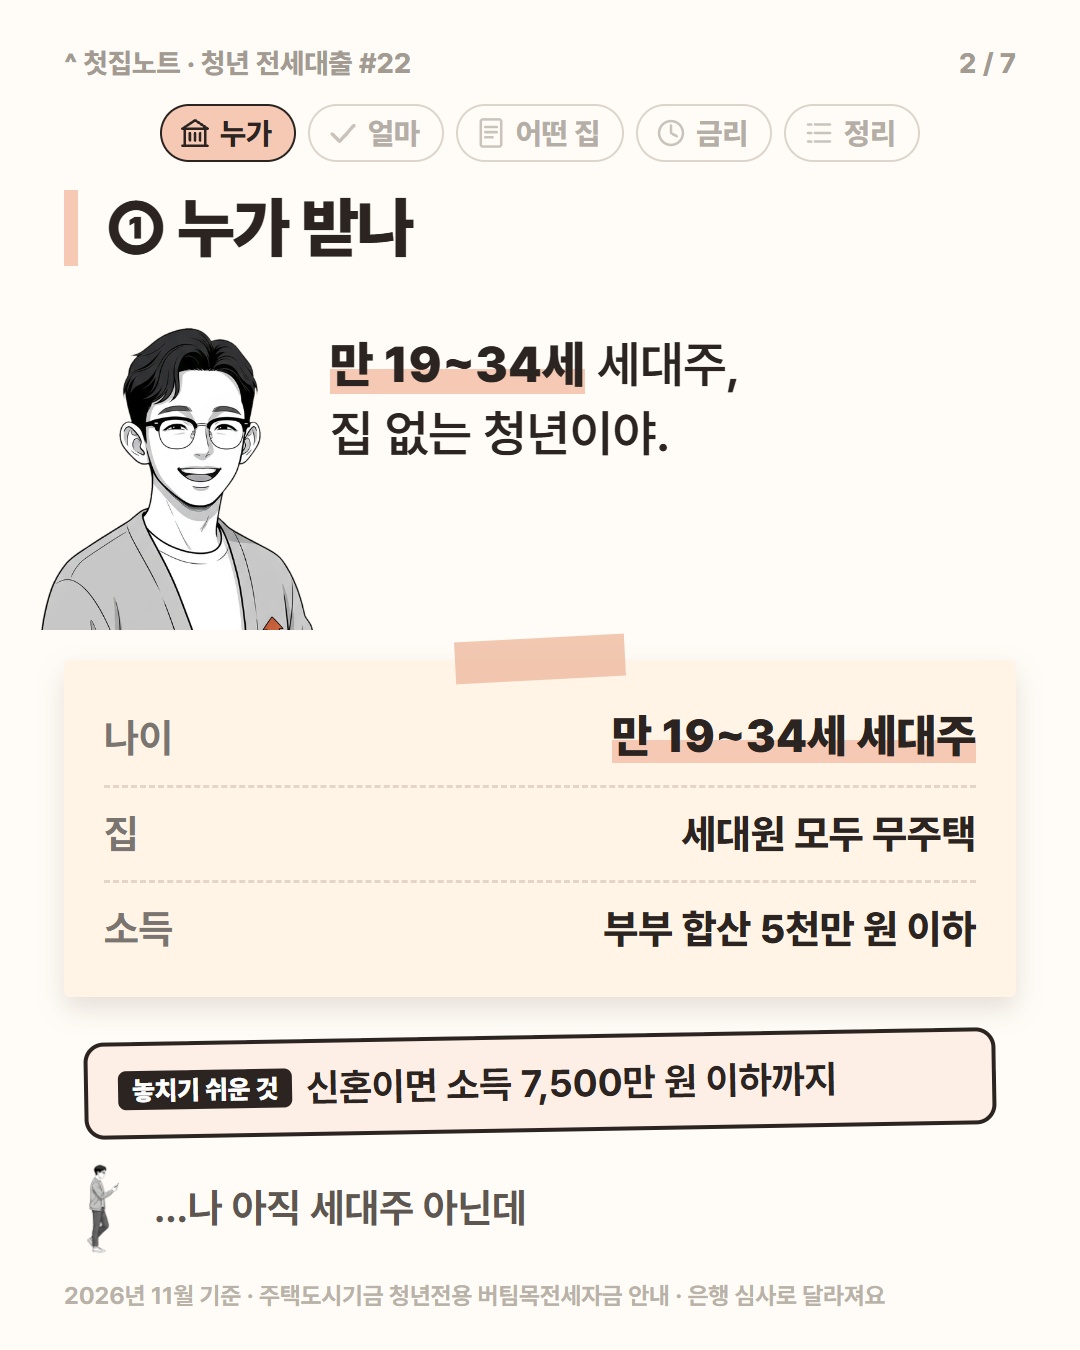 ^ 첫집노트 · 청년 전세대출 #22
2 / 7
누가
얼마
어떤 집
금리
정리
① 누가 받나
만 19~34세 세대주,
집 없는 청년이야.
나이
만 19~34세 세대주
집
세대원 모두 무주택
소득
부부 합산 5천만 원 이하
놓치기 쉬운 것 신혼이면 소득 7,500만 원 이하까지
...나 아직 세대주 아닌데
2026년 11월 기준 · 주택도시기금 청년전용 버팀목전세자금 안내 · 은행 심사로 달라져요